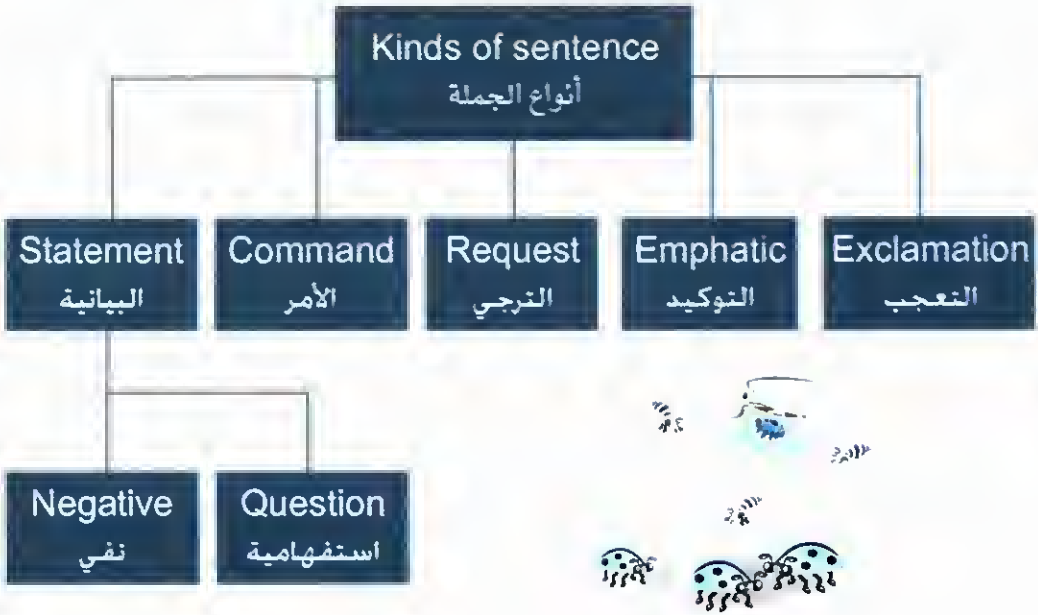 Kinds of sentence
أنواع الجملة
Statement
البيانية
Command
الأمر
Request
الترجي
Emphatic
التوكيد
Exclamation
التعجب
Negative
نفي
Question
استفهامية